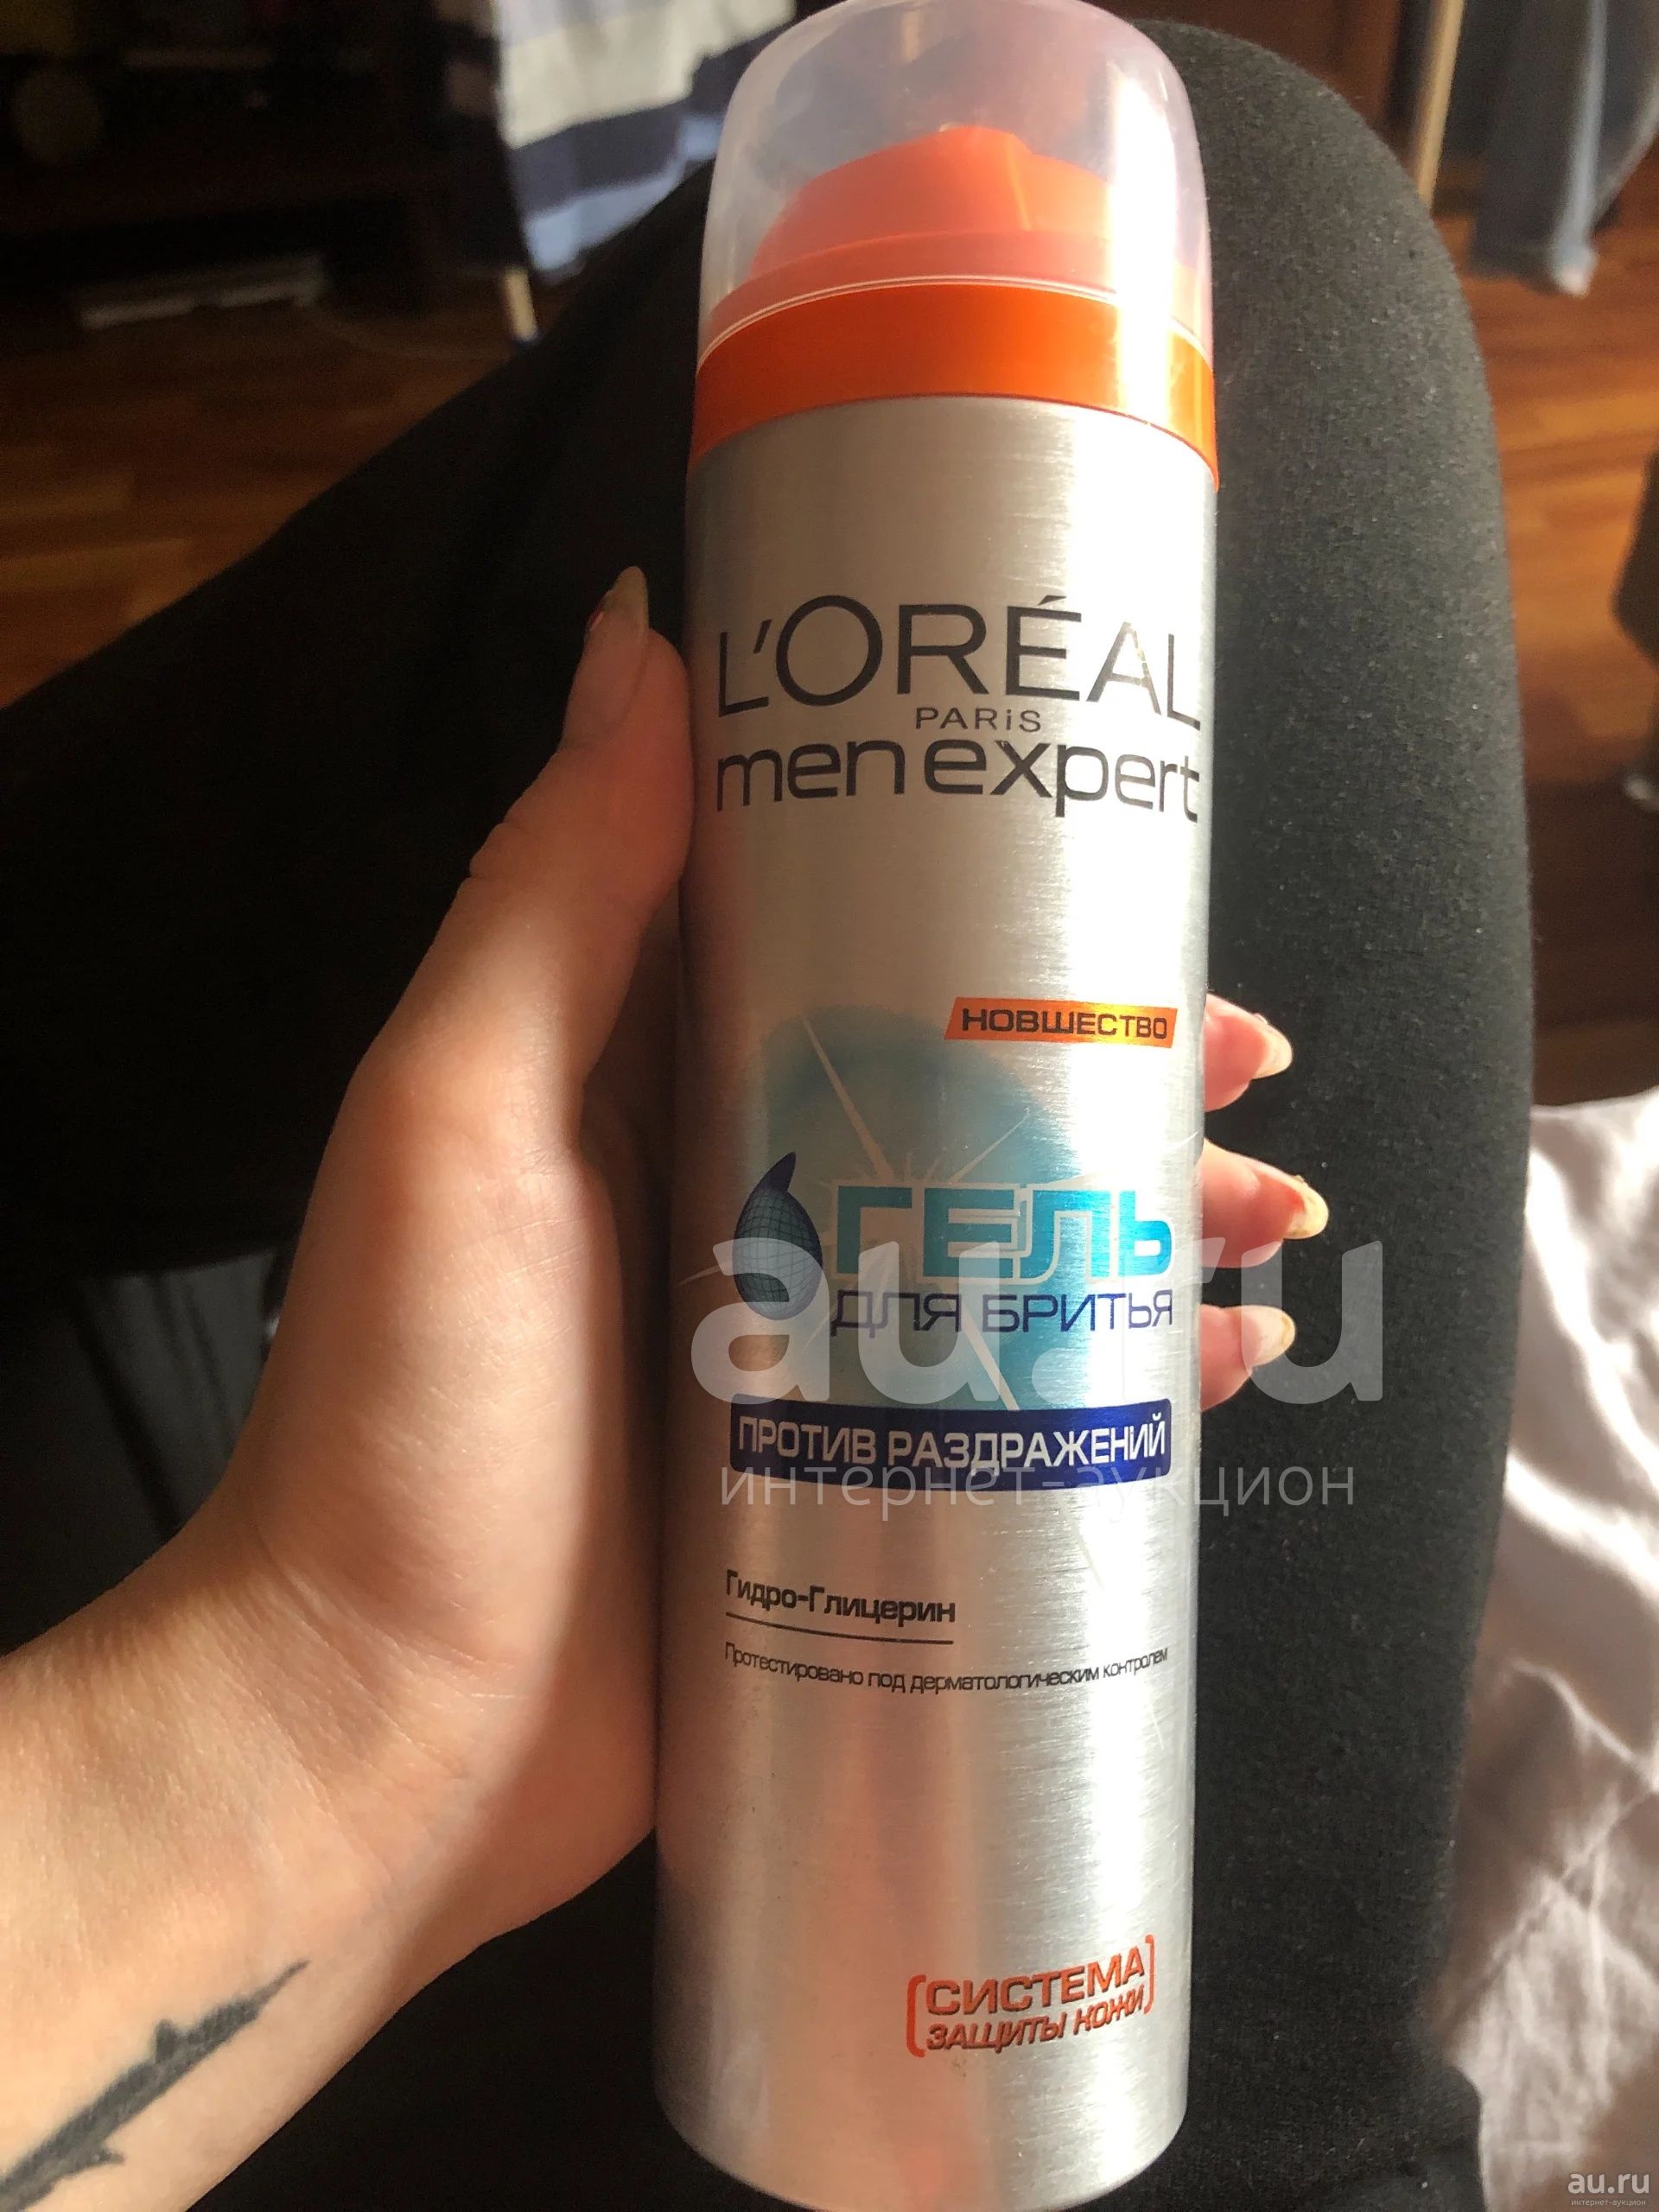 L'ORÉAL
PARiS
men expert
НОВШЕСТВО
ГЕЛЬ
ДЛЯ БРИТЬЯ
au.ru
ПРОТИВ РАЗДРАЖЕНИЙ
интернет-аукцион
Гидро-Глицерин
Протестировано под дерматологическим контролем
СИСТЕМА
ЗАЩИТЫ КОЖИ
au.ru
интернет-аукцион